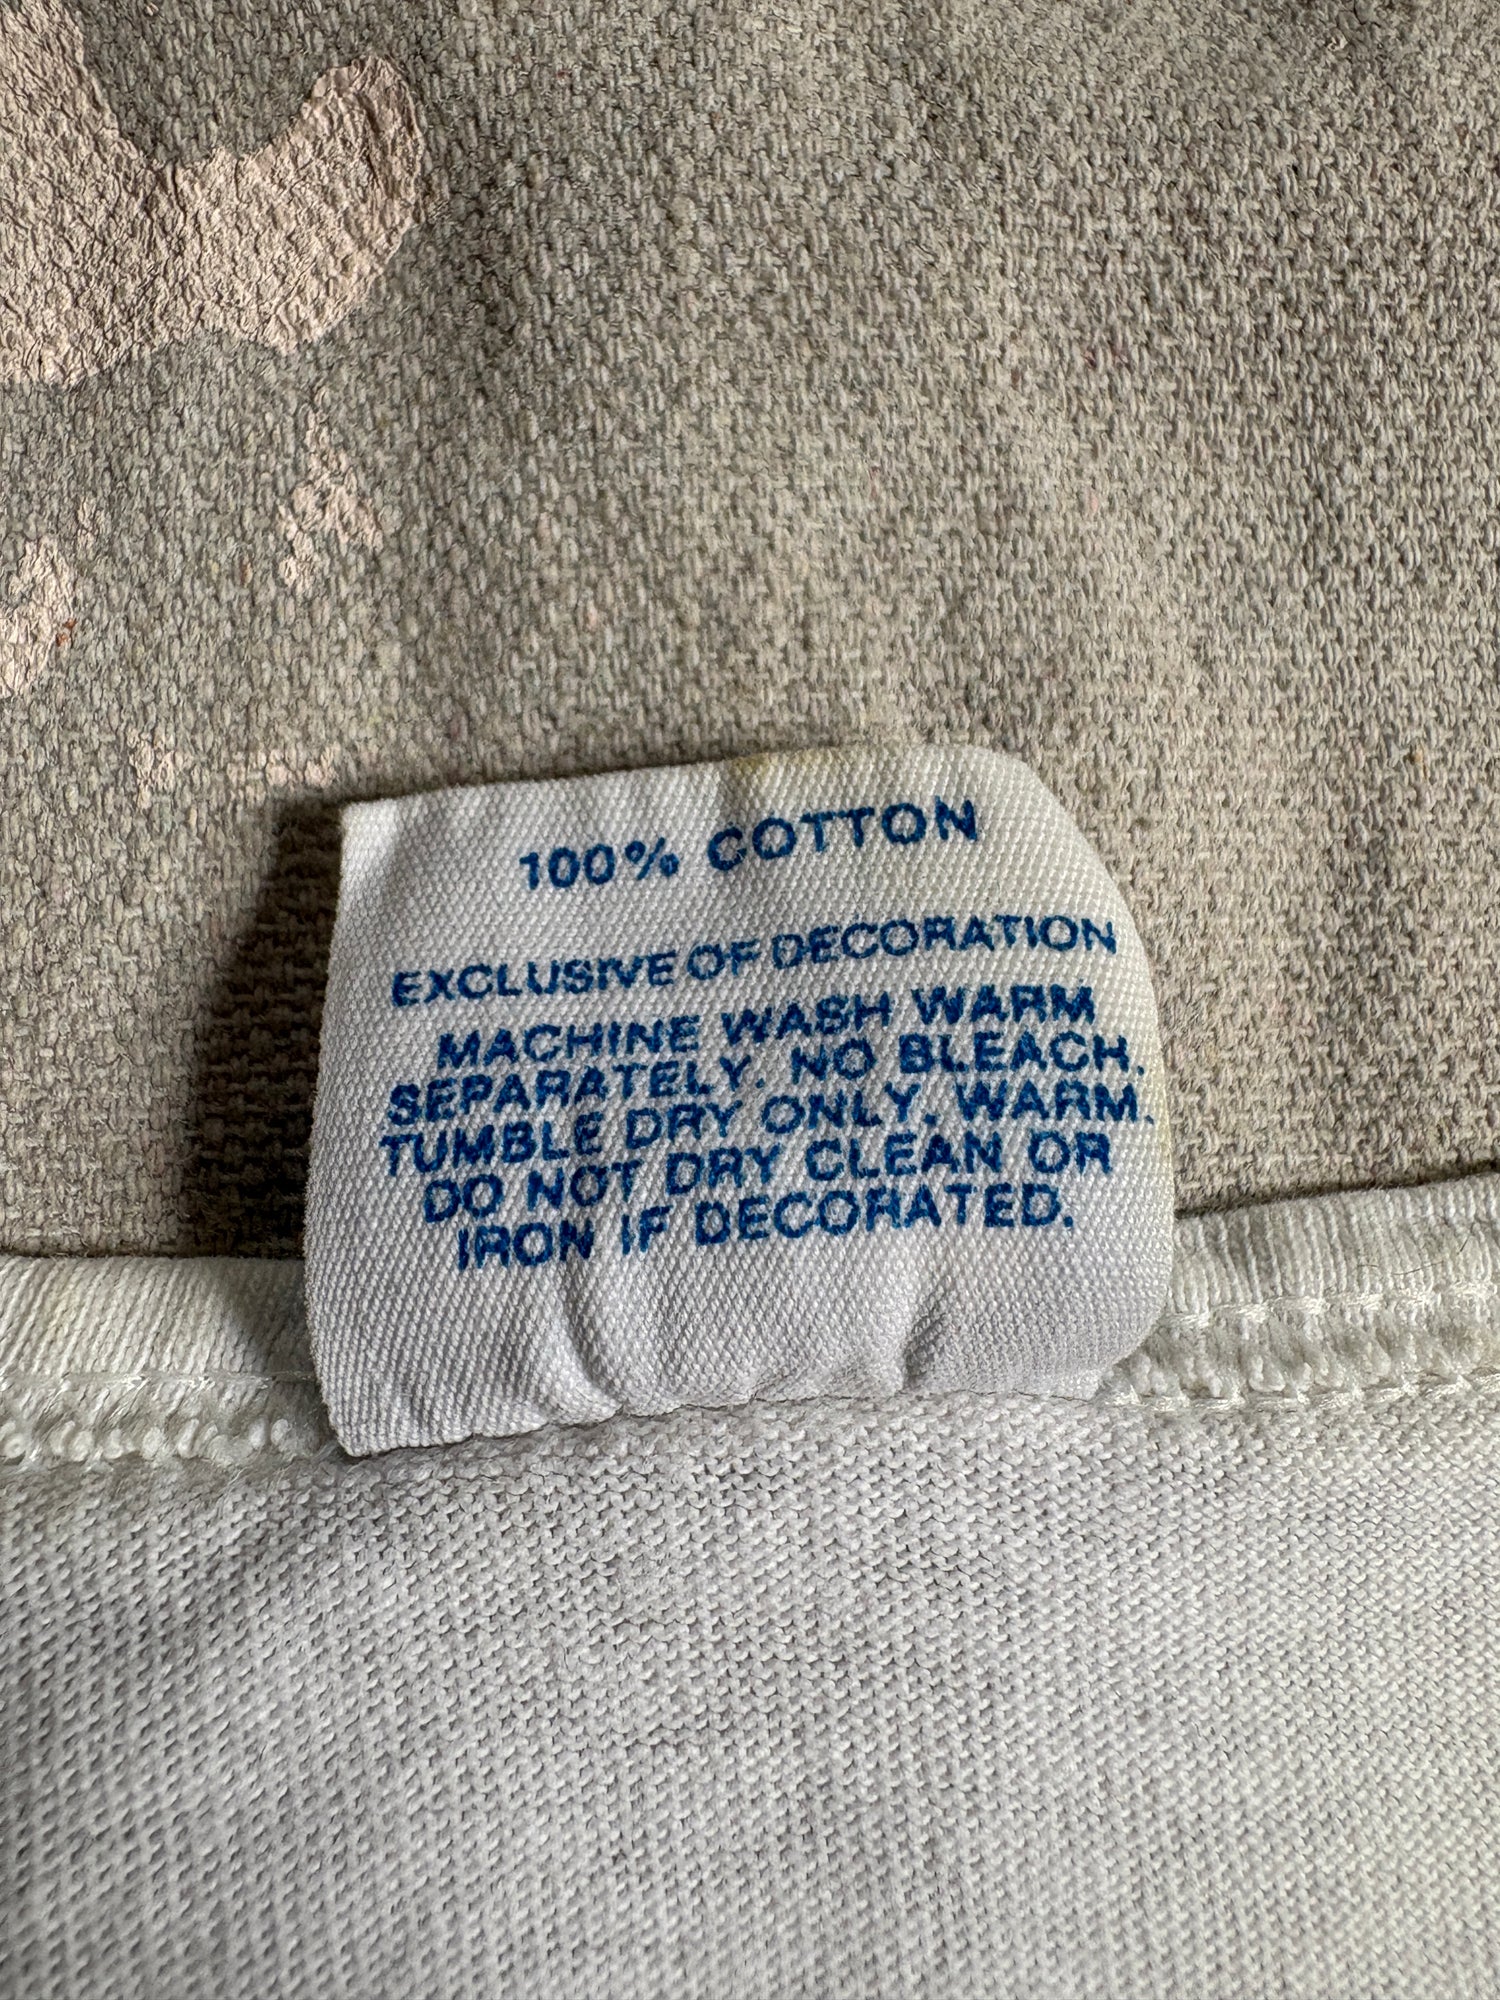 100% COTTON
EXCLUSIVE OF DECORATION
MACHINE WASH WARM
SEPARATELY. NO BLEACH.
TUMBLE DRY ONLY. WARM.
DO NOT DRY CLEAN OR
IRON IF DECORATED.